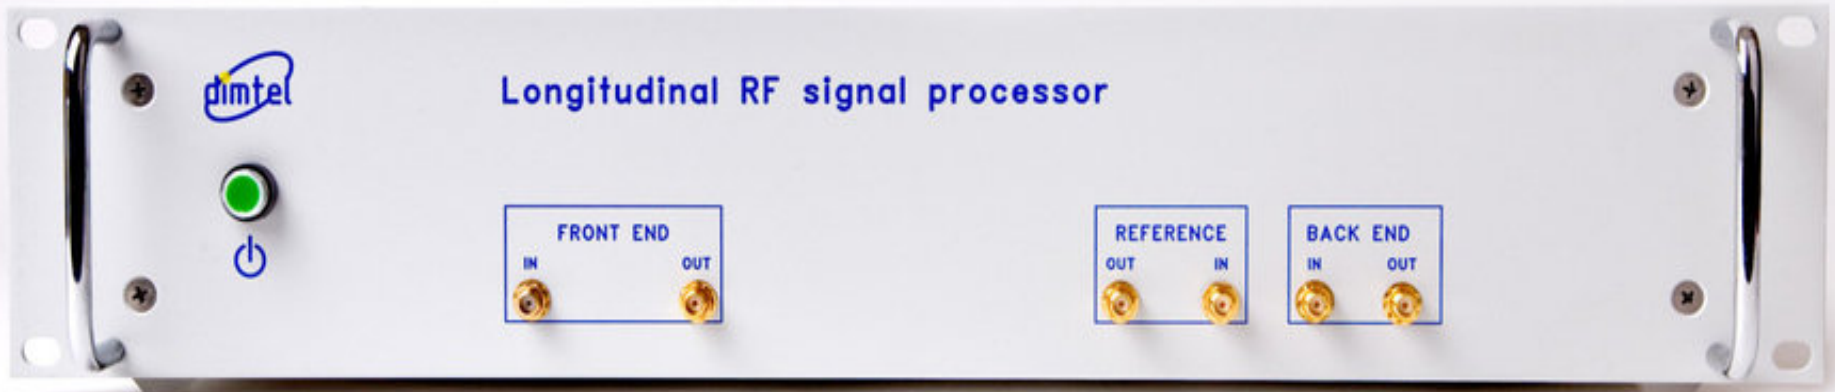 dimtel
Longitudinal RF signal processor
FRONT END
IN OUT
REFERENCE
OUT IN
BACK END
IN OUT